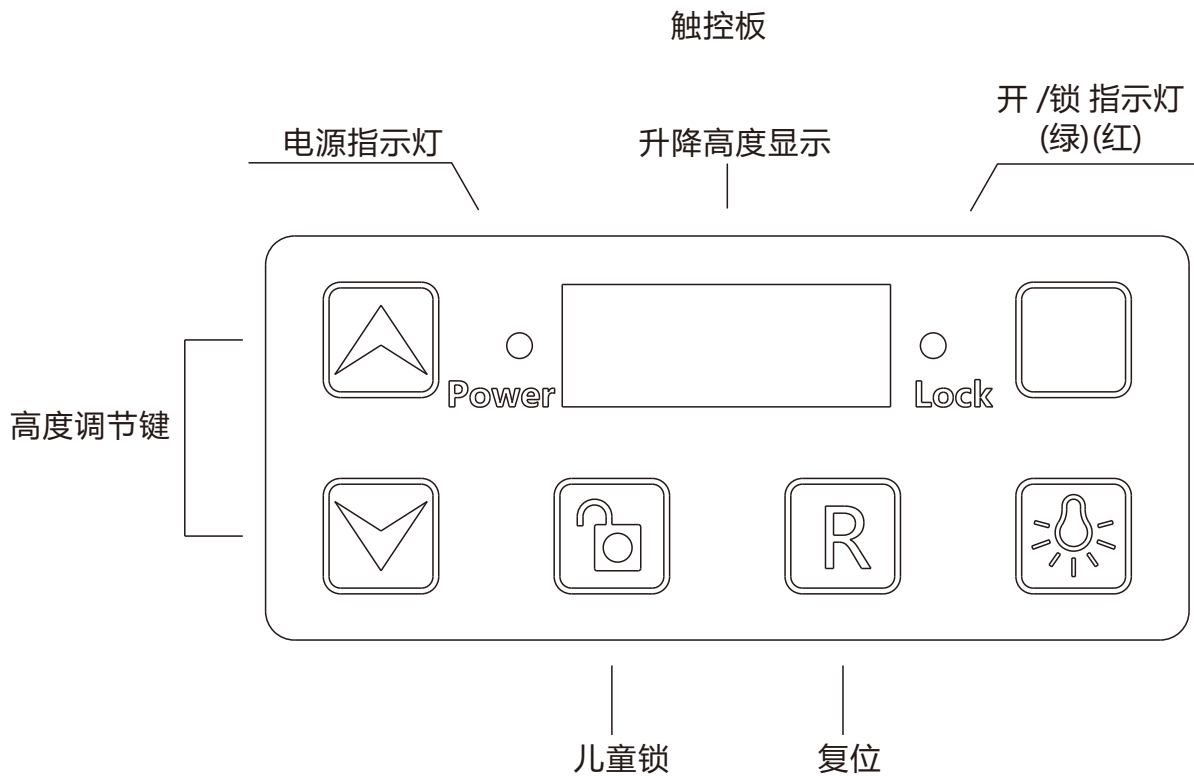 触控板
开 /锁 指示灯
(绿)(红)
电源指示灯
升降高度显示
Power
Lock
高度调节键
R
儿童锁
复位